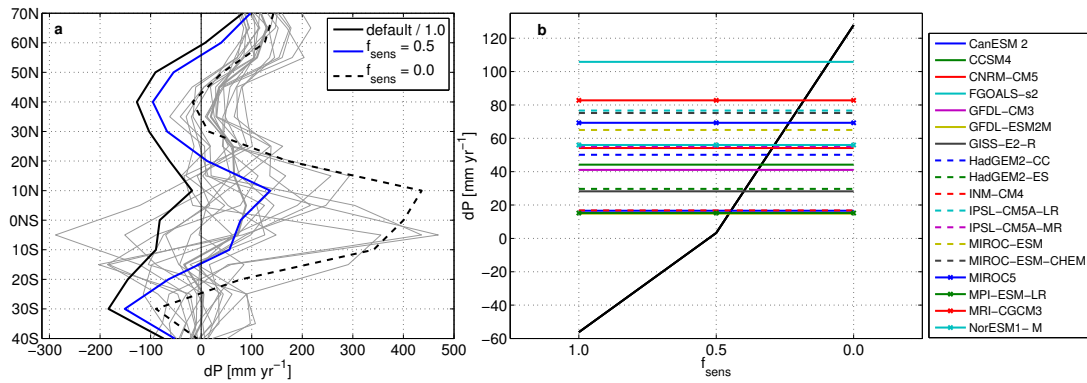 a
70N
60N
50N
40N
30N
20N
10N
0NS
10S
20S
30S
40S
−300 −200 −100 0 100 200 300 400 500
dP [mm yr−1]
default / 1.0
fsens = 0.5
fsens = 0.0
b
120
100
80
60
40
20
0
−20
−40
−60
dP [mm yr−1]
1.0 0.5 0.0
fsens
CanESM 2
CCSM4
CNRM−CM5
FGOALS−s2
GFDL−CM3
GFDL−ESM2M
GISS−E2−R
HadGEM2−CC
HadGEM2−ES
INM−CM4
IPSL−CM5A−LR
IPSL−CM5A−MR
MIROC−ESM
MIROC−ESM−CHEM
MIROC5
MPI−ESM−LR
MRI−CGCM3
NorESM1− M